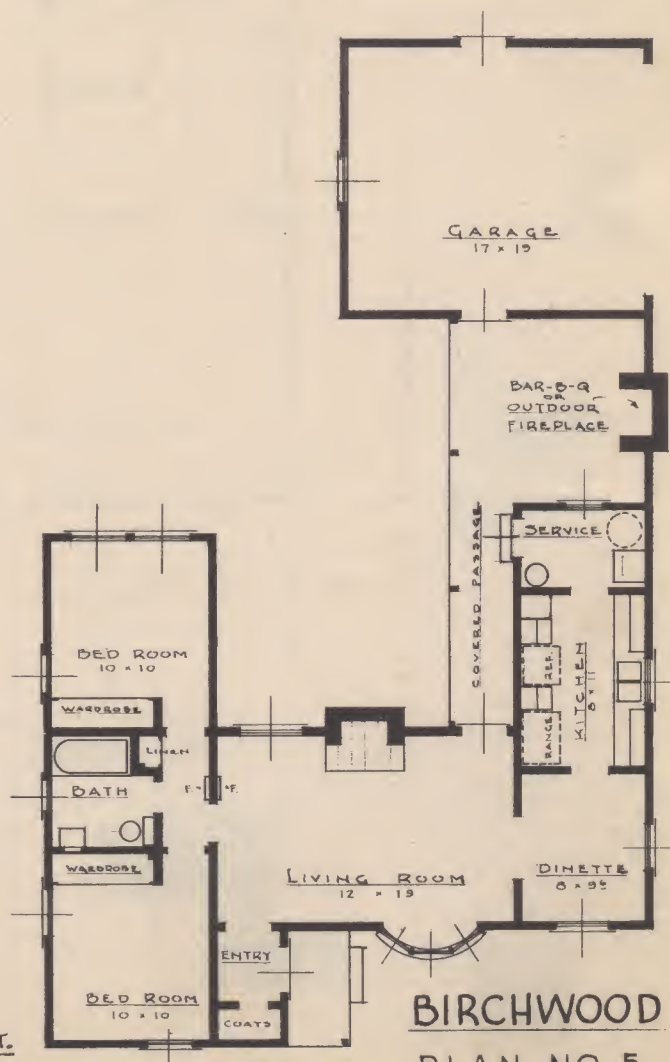 GARAGE
17 x 19
BAR-B-Q
OR
OUTDOOR
FIREPLACE
COVERED PASSAGE
SERVICE
BED ROOM
10 x 10
WARDROBE
LINEN
BATH
F.
F.
WARDROBE
REF.
RANGE
KITCHEN
8 x 11
LIVING ROOM
12 x 19
DINETTE
8 x 9⁶
ENTRY
COATS
BED ROOM
10 x 10
T.
BIRCHWOOD
PLAN NO 5